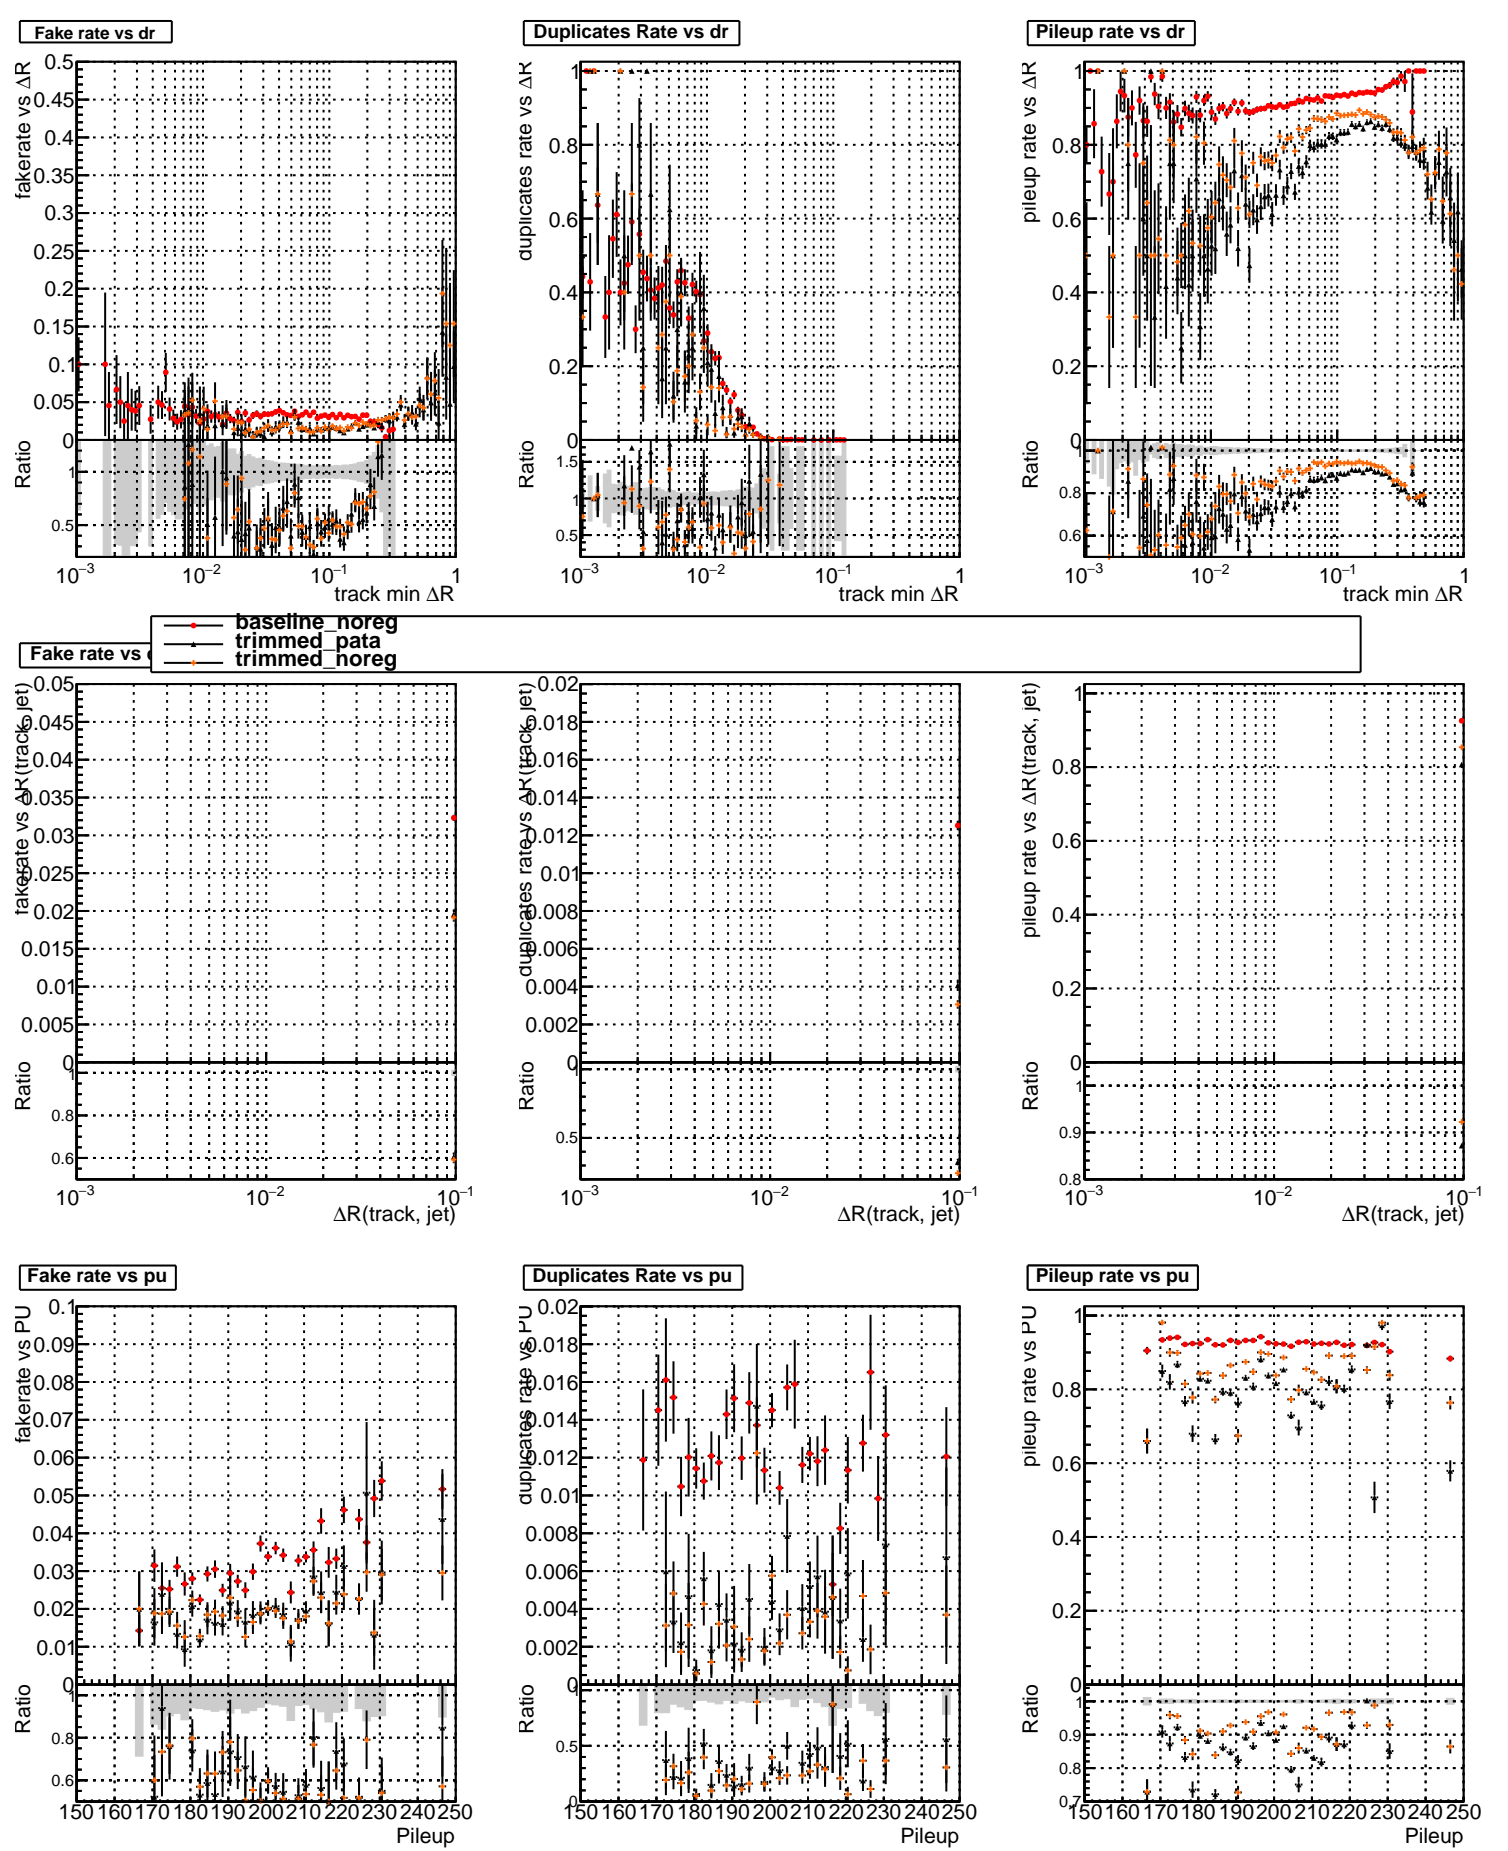 Fake rate vs dr
Duplicates Rate vs dr
Pileup rate vs dr
fakerate vs ΔR
0.5
0.45
0.4
0.35
0.3
0.25
0.2
0.15
0.1
0.05
0
Ratio
1
0.5
10⁻³ 10⁻² 10⁻¹ 1
track min ΔR
duplicates rate vs ΔR
1
0.8
0.6
0.4
0.2
0
Ratio
1.5
1
0.5
10⁻³ 10⁻² 10⁻¹ 1
track min ΔR
pileup rate vs ΔR
1
0.8
0.6
0.4
0.2
0
Ratio
0.8
0.6
10⁻³ 10⁻² 10⁻¹ 1
track min ΔR
baseline_noreg
trimmed_pata
trimmed_noreg
Fake rate vs
fakerate vs ΔR(track, jet)
0.05
0.045
0.04
0.035
0.03
0.025
0.02
0.015
0.01
0.005
0
Ratio
1
0.8
0.6
10⁻³ 10⁻² 10⁻¹
ΔR(track, jet)
duplicates rate vs ΔR(track, jet)
0.02
0.018
0.016
0.014
0.012
0.01
0.008
0.006
0.004
0.002
0
Ratio
1
0.5
10⁻³ 10⁻² 10⁻¹
ΔR(track, jet)
pileup rate vs ΔR(track, jet)
1
0.8
0.6
0.4
0.2
0
Ratio
1
0.9
0.8
10⁻³ 10⁻² 10⁻¹
ΔR(track, jet)
Fake rate vs pu
Duplicates Rate vs pu
Pileup rate vs pu
fakerate vs PU
0.1
0.09
0.08
0.07
0.06
0.05
0.04
0.03
0.02
0.01
0
Ratio
1
0.8
0.6
150 160 170 180 190 200 210 220 230 240 250
Pileup
duplicates rate vs PU
0.02
0.018
0.016
0.014
0.012
0.01
0.008
0.006
0.004
0.002
0
Ratio
1
0.5
0
150 160 170 180 190 200 210 220 230 240 250
Pileup
pileup rate vs PU
1
0.8
0.6
0.4
0.2
0
Ratio
1
0.9
0.8
0.7
150 160 170 180 190 200 210 220 230 240 250
Pileup